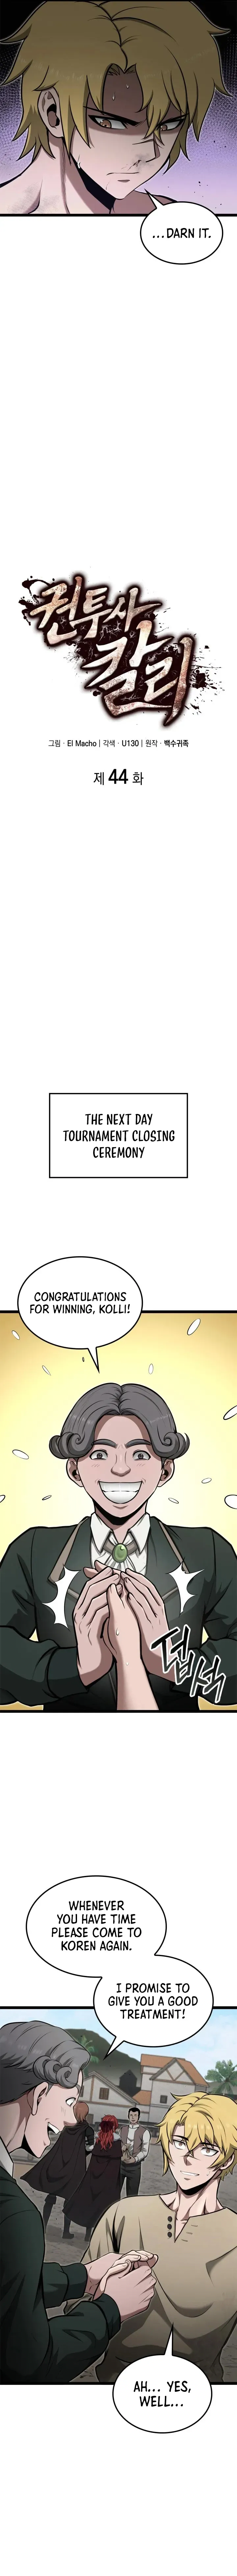 ...DARN IT.
권투사
칼리
그림 · El Macho | 각색 · U130 | 원작 · 백수귀족
제 44 화
THE NEXT DAY
TOURNAMENT CLOSING
CEREMONY
CONGRATULATIONS
FOR WINNING, KOLLI!
덥썩
WHENEVER
YOU HAVE TIME
PLEASE COME TO
KOREN AGAIN.
I PROMISE TO
GIVE YOU A GOOD
TREATMENT!
AH... YES,
WELL...